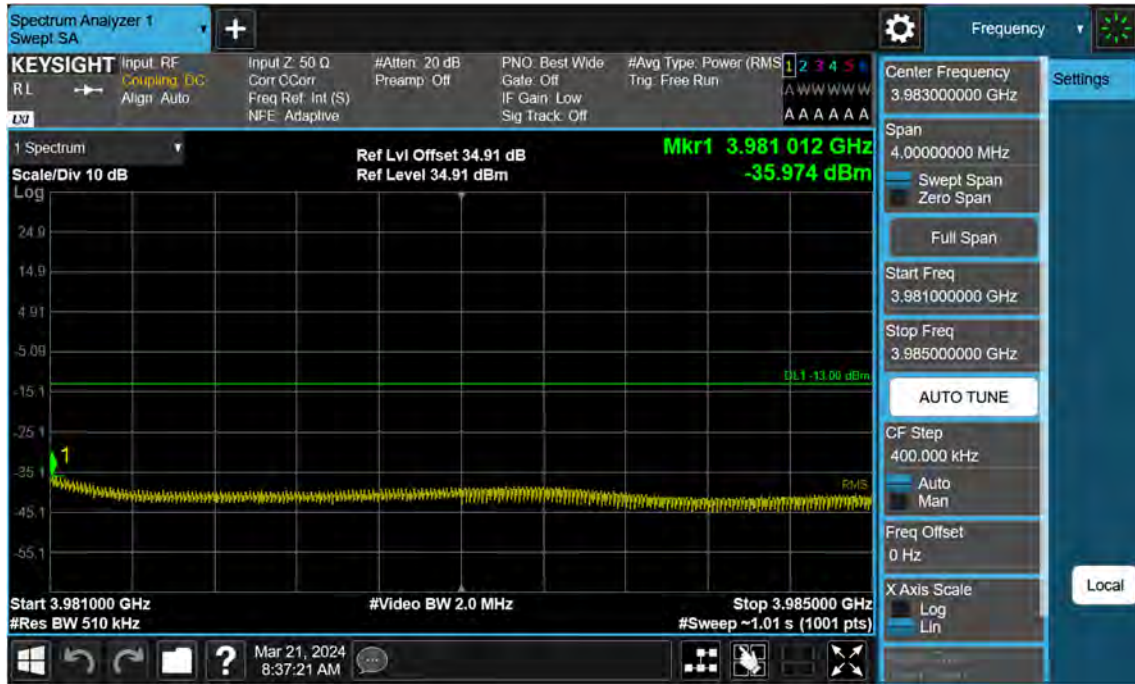 Spectrum Analyzer 1
Swept SA
Frequency
KEYSIGHT
RL
LXI
Input: RF
Coupling: DC
Align: Auto
Input Z: 50 Ω
Corr CCorr
Freq Ref: Int (S)
NFE: Adaptive
#Atten: 20 dB
Preamp: Off
PNO: Best Wide
Gate: Off
IF Gain: Low
Sig Track: Off
#Avg Type: Power (RMS
Trig: Free Run
1 2 3 4 5 6
A W W W W W
A A A A A A
1 Spectrum
Scale/Div 10 dB
Log
Ref Lvl Offset 34.91 dB
Ref Level 34.91 dBm
Mkr1 3.981 012 GHz
-35.974 dBm
24.9
14.9
4.91
-5.09
DL1 -13.00 dBm
-15.1
-25.1
1
-35.1
RMS
-45.1
-55.1
Start 3.981000 GHz
#Res BW 510 kHz
#Video BW 2.0 MHz
Stop 3.985000 GHz
#Sweep ~1.01 s (1001 pts)
Mar 21, 2024
8:37:21 AM
?
Center Frequency
3.983000000 GHz
Settings
Span
4.00000000 MHz
Swept Span
Zero Span
Full Span
Start Freq
3.981000000 GHz
Stop Freq
3.985000000 GHz
AUTO TUNE
CF Step
400.000 kHz
Auto
Man
Freq Offset
0 Hz
X Axis Scale
Log
Lin
Local